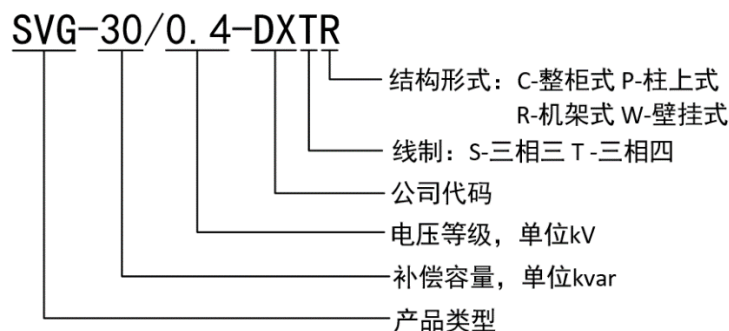 SVG-30/0.4-DXTR
结构形式：C-整柜式 P-柱上式
R-机架式 W-壁挂式
线制：S-三相三 T -三相四
公司代码
电压等级，单位kV
补偿容量，单位kvar
产品类型